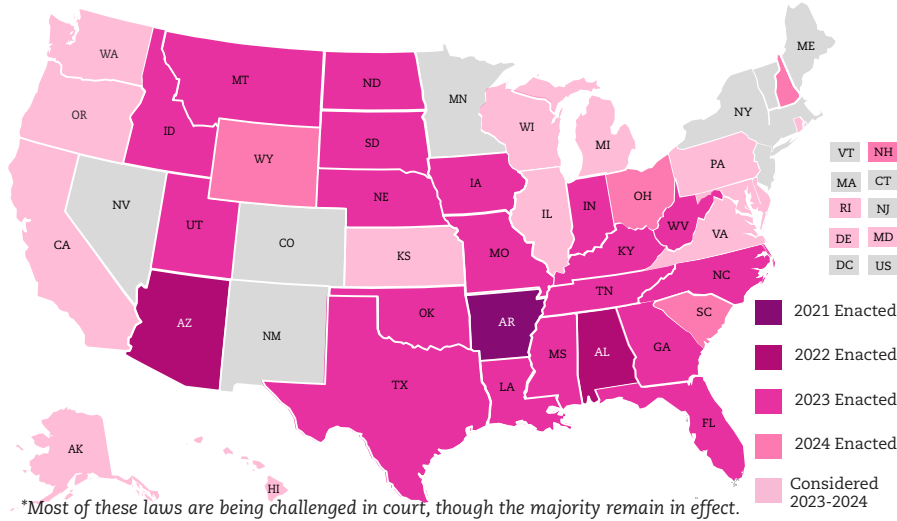 WA
OR
CA
ID
NV
MT
WY
UT
AZ
CO
NM
ND
SD
NE
KS
OK
TX
MN
IA
MO
AR
LA
WI
IL
MI
IN
OH
KY
TN
MS
AL
GA
FL
SC
NC
VA
WV
PA
NY
ME
AK
HI
VT NH
MA CT
RI NJ
DE MD
DC US
2021 Enacted
2022 Enacted
2023 Enacted
2024 Enacted
Considered
2023-2024
*Most of these laws are being challenged in court, though the majority remain in effect.